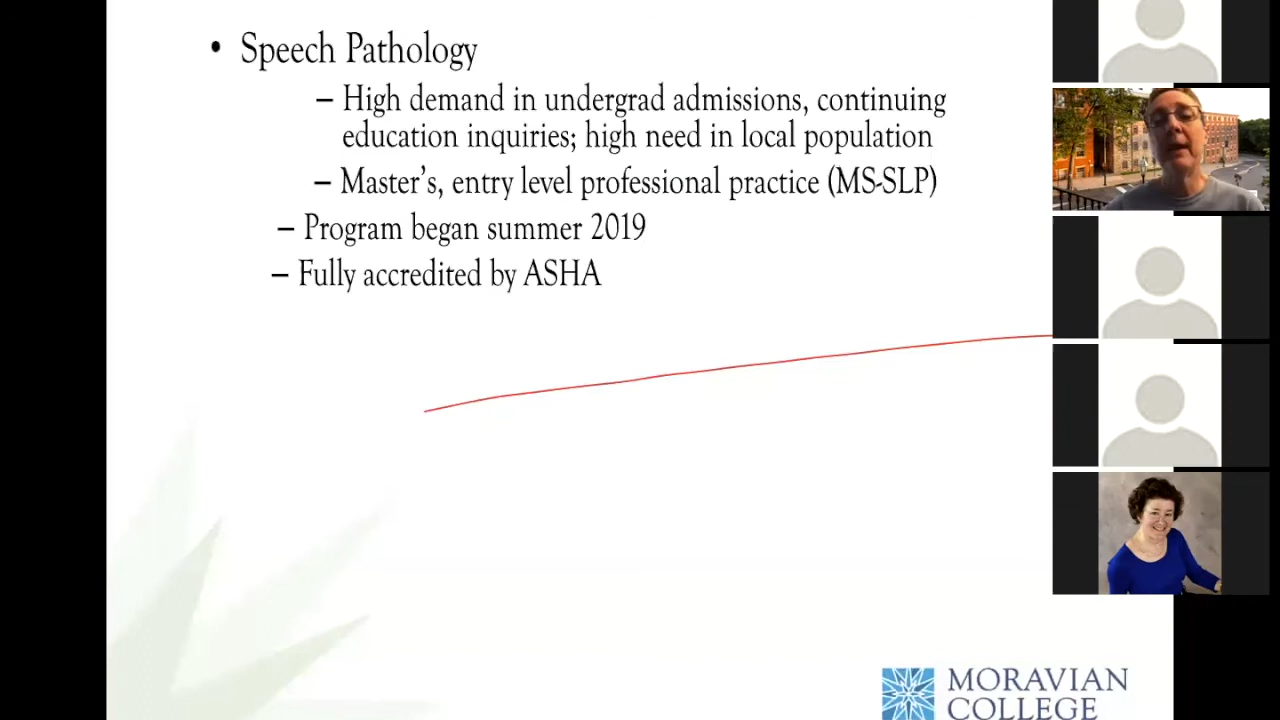 • Speech Pathology
– High demand in undergrad admissions, continuing
education inquiries; high need in local population
– Master's, entry level professional practice (MS-SLP)
– Program began summer 2019
– Fully accredited by ASHA
MORAVIAN
COLLEGE